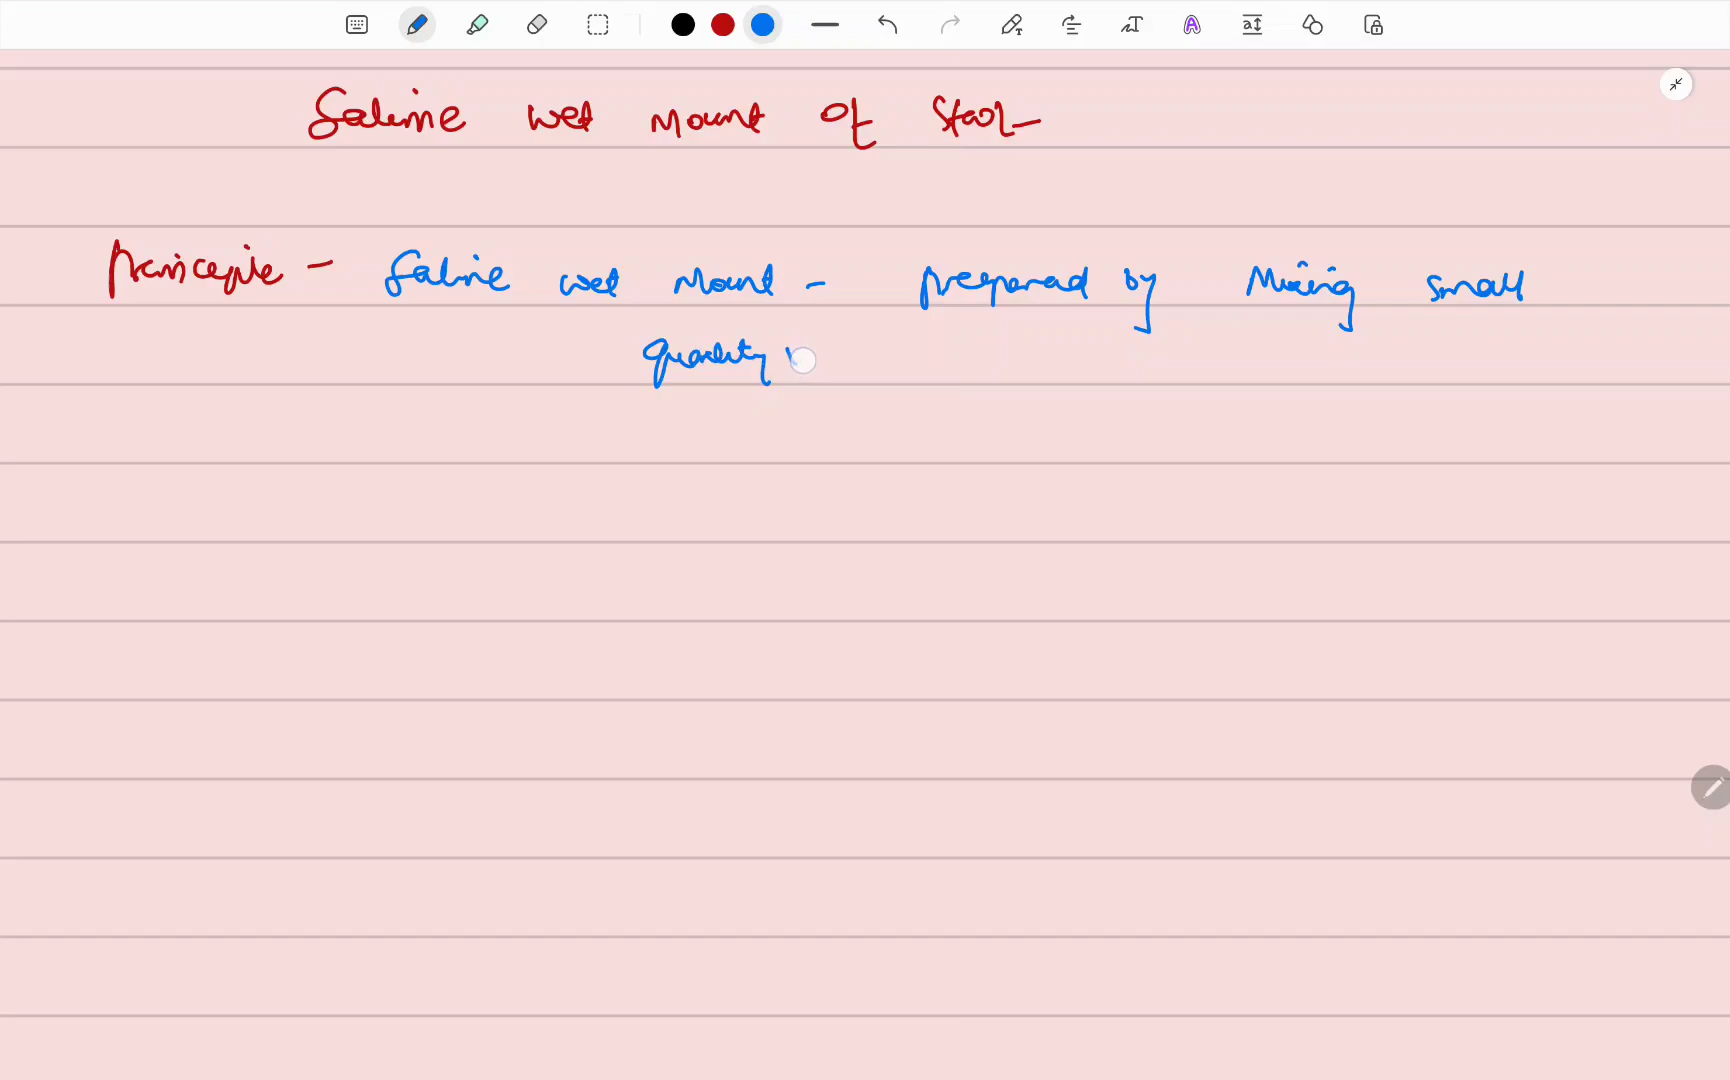 Saline wet mount of stool
Principle - Saline wet mount - prepared by mixing small
quantity